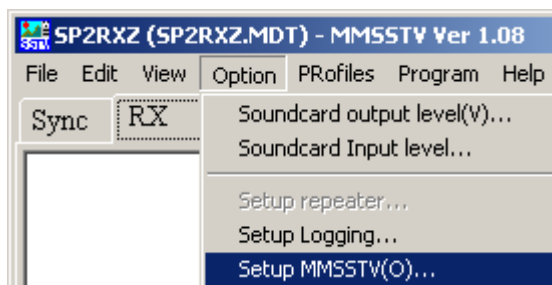 SP2RXZ (SP2RXZ.MDT) - MMSSTV Ver 1.08
File Edit View Option PRofiles Program Help
Sync RX
Soundcard output level(V)...
Soundcard Input level...
Setup repeater...
Setup Logging...
Setup MMSSTV(O)...